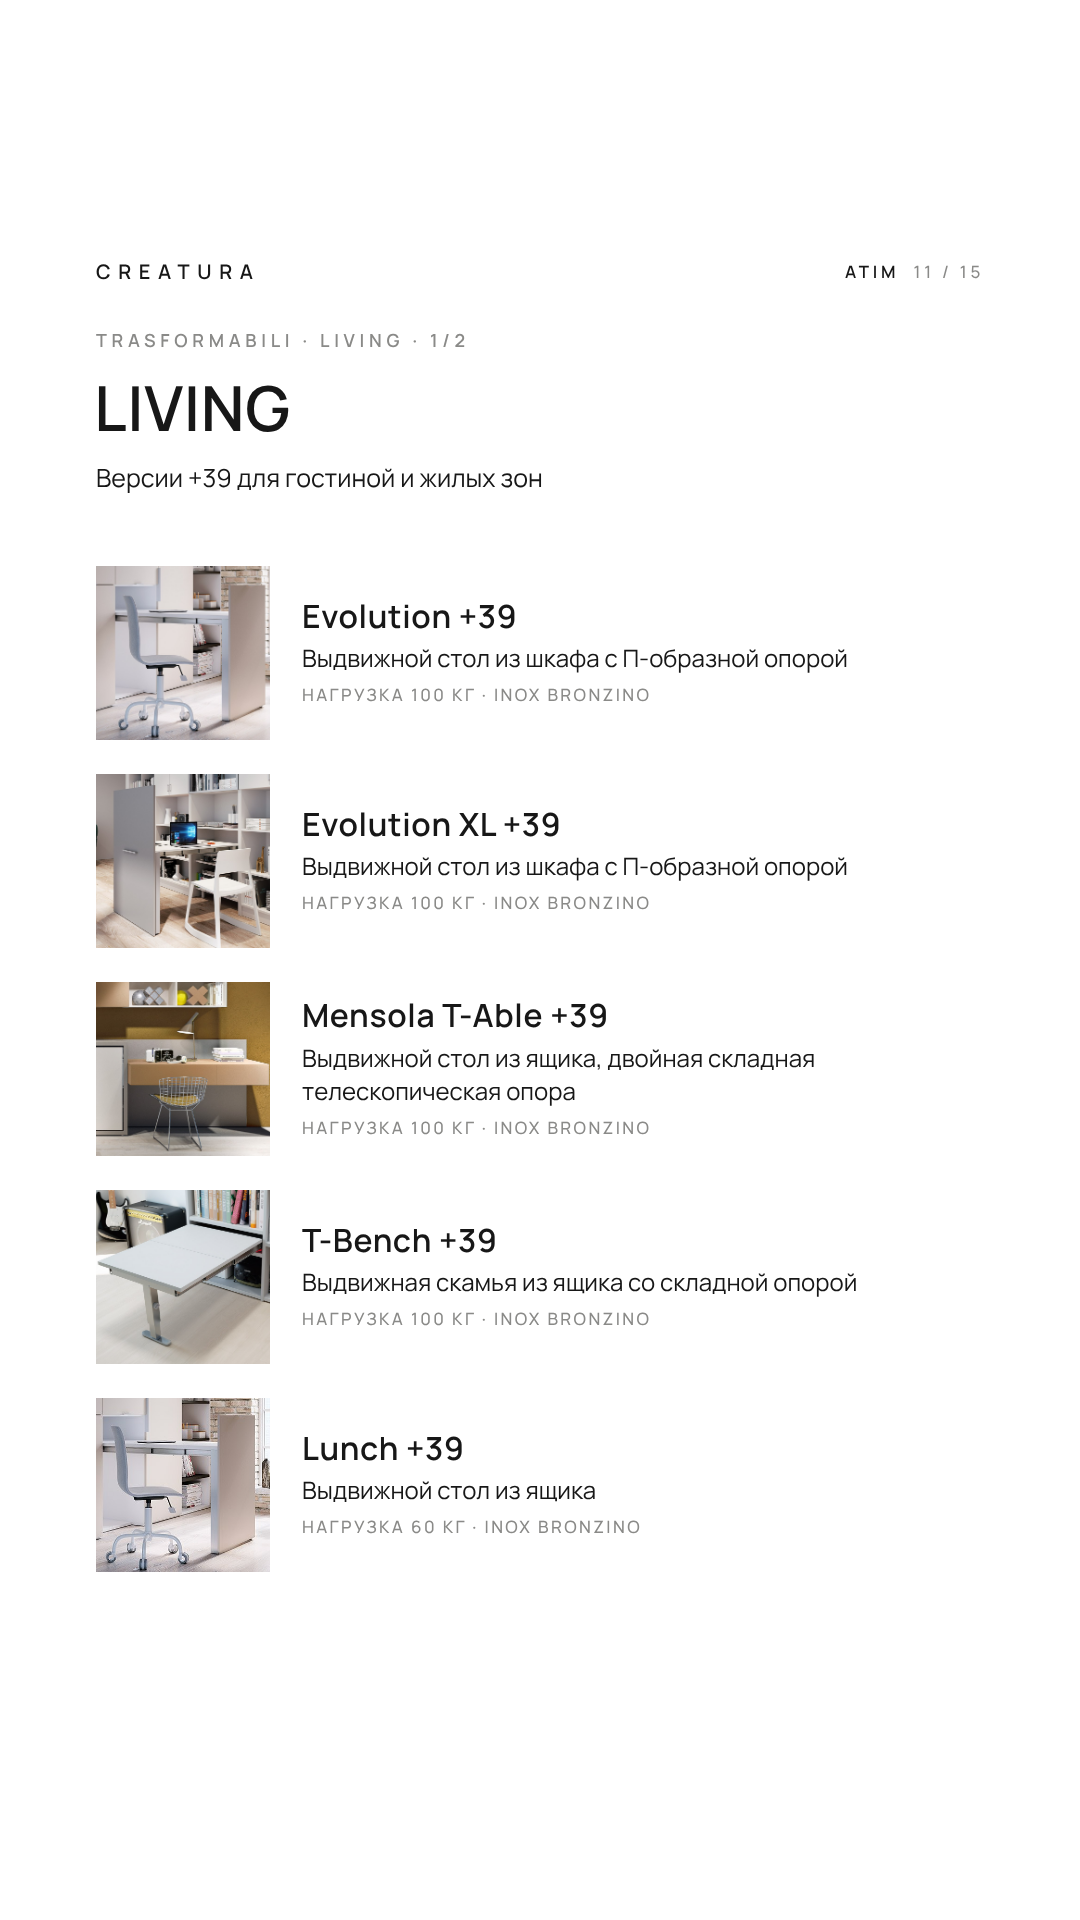 CREATURA
ATIM 11 / 15
TRASFORMABILI · LIVING · 1/2
LIVING
Версии +39 для гостиной и жилых зон
Evolution +39
Выдвижной стол из шкафа с П-образной опорой
НАГРУЗКА 100 КГ · INOX BRONZINO
Evolution XL +39
Выдвижной стол из шкафа с П-образной опорой
НАГРУЗКА 100 КГ · INOX BRONZINO
Mensola T-Able +39
Выдвижной стол из ящика, двойная складная
телескопическая опора
НАГРУЗКА 100 КГ · INOX BRONZINO
T-Bench +39
Выдвижная скамья из ящика со складной опорой
НАГРУЗКА 100 КГ · INOX BRONZINO
Lunch +39
Выдвижной стол из ящика
НАГРУЗКА 60 КГ · INOX BRONZINO